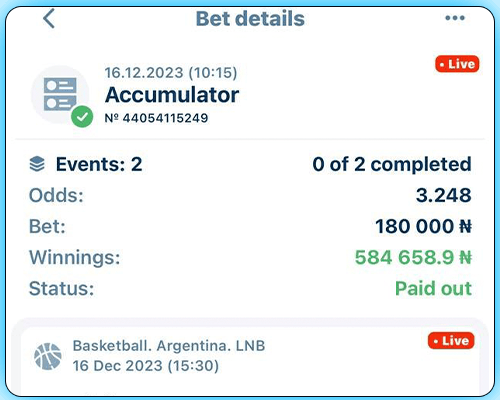 Bet details
16.12.2023 (10:15)
• Live
Accumulator
Nº 44054115249
Events: 2 0 of 2 completed
Odds: 3.248
Bet: 180 000 ₦
Winnings: 584 658.9 ₦
Status: Paid out
Basketball. Argentina. LNB
• Live
16 Dec 2023 (15:30)